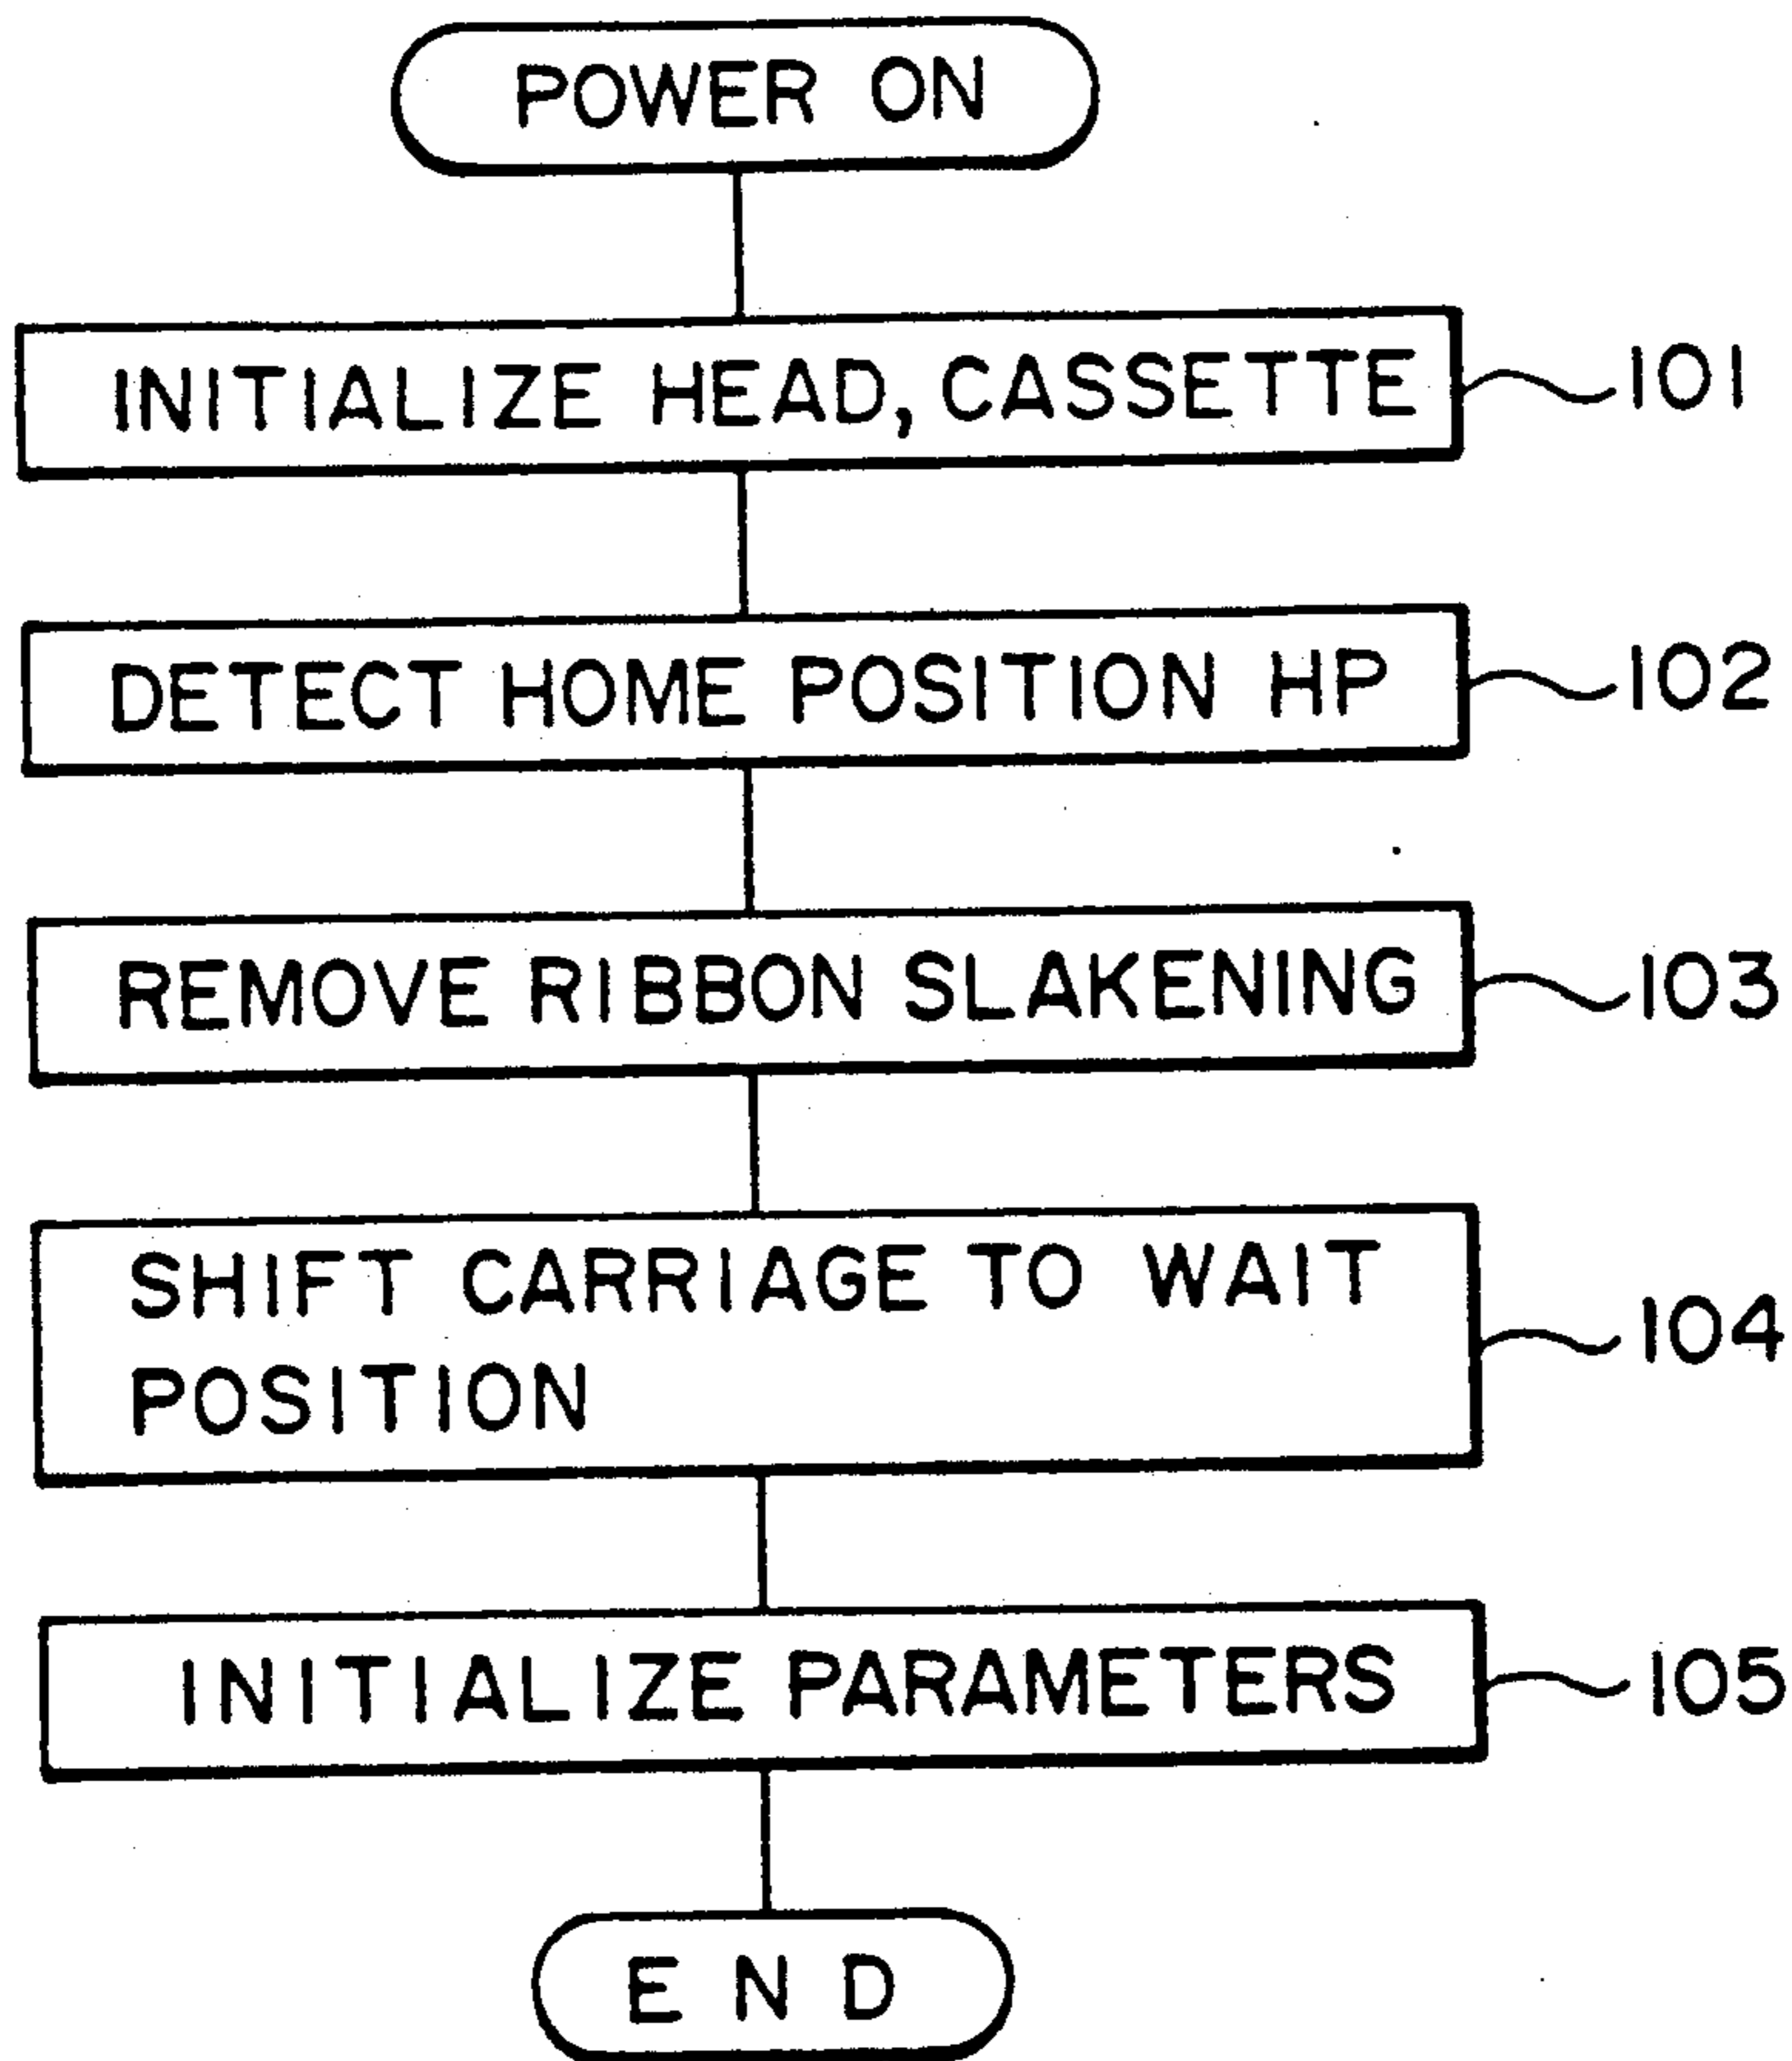 POWER ON
INITIALIZE HEAD, CASSETTE
101
DETECT HOME POSITION HP
102
REMOVE RIBBON SLAKENING
103
SHIFT CARRIAGE TO WAIT
POSITION
104
INITIALIZE PARAMETERS
105
END